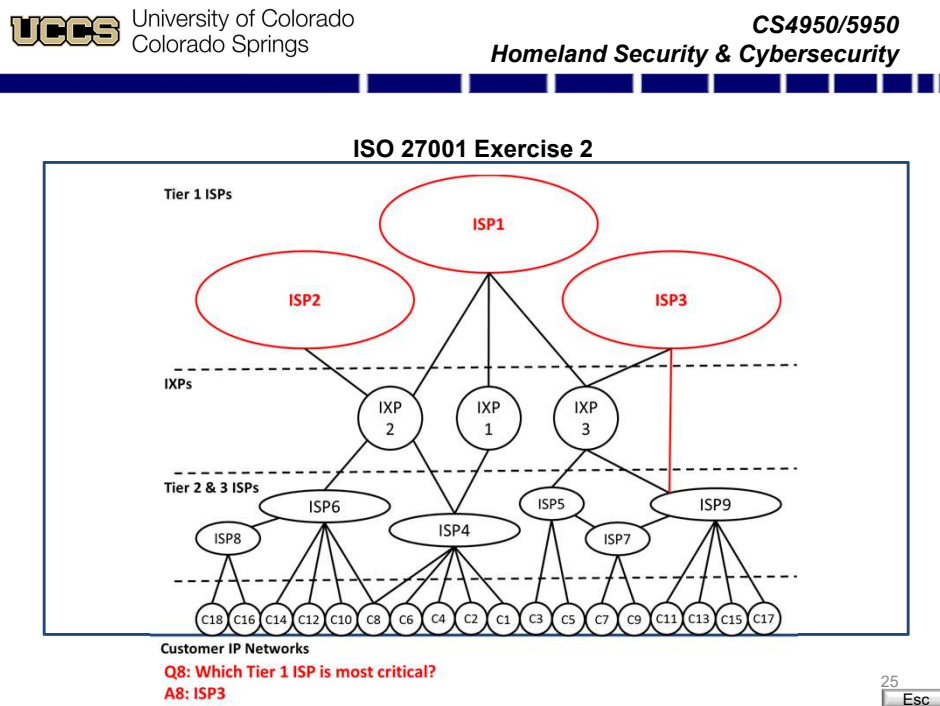 UCCS
University of Colorado
Colorado Springs
CS4950/5950
Homeland Security & Cybersecurity
ISO 27001 Exercise 2
Tier 1 ISPs
ISP1
ISP2
ISP3
IXPs
IXP
2
IXP
1
IXP
3
Tier 2 & 3 ISPs
ISP6
ISP4
ISP5
ISP9
ISP8
ISP7
C18
C16
C14
C12
C10
C8
C6
C4
C2
C1
C3
C5
C7
C9
C11
C13
C15
C17
Customer IP Networks
Q8: Which Tier 1 ISP is most critical?
A8: ISP3
25
Esc